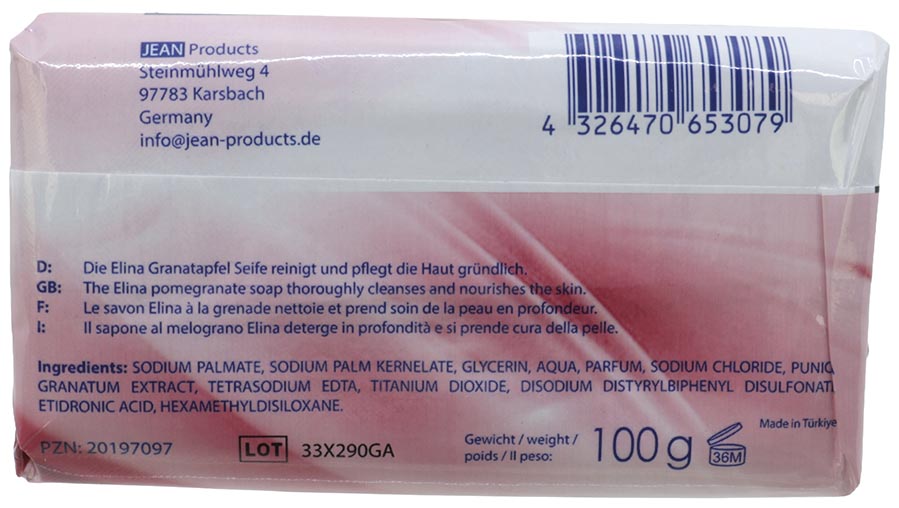 JEAN Products
Steinmühlweg 4
97783 Karsbach
Germany
info@jean-products.de
4 326470 653079
D: Die Elina Granatapfel Seife reinigt und pflegt die Haut gründlich.
GB: The Elina pomegranate soap thoroughly cleanses and nourishes the skin.
F: Le savon Elina à la grenade nettoie et prend soin de la peau en profondeur.
I: Il sapone al melograno Elina deterge in profondità e si prende cura della pelle.
Ingredients: SODIUM PALMATE, SODIUM PALM KERNELATE, GLYCERIN, AQUA, PARFUM, SODIUM CHLORIDE, PUNIC
GRANATUM EXTRACT, TETRASODIUM EDTA, TITANIUM DIOXIDE, DISODIUM DISTYRYLBIPHENYL DISULFONAT
ETIDRONIC ACID, HEXAMETHYLDISILOXANE.
Made in Türkiye
PZN: 20197097 LOT 33X290GA Gewicht / weight / 100 g 36M
poids / Il peso: